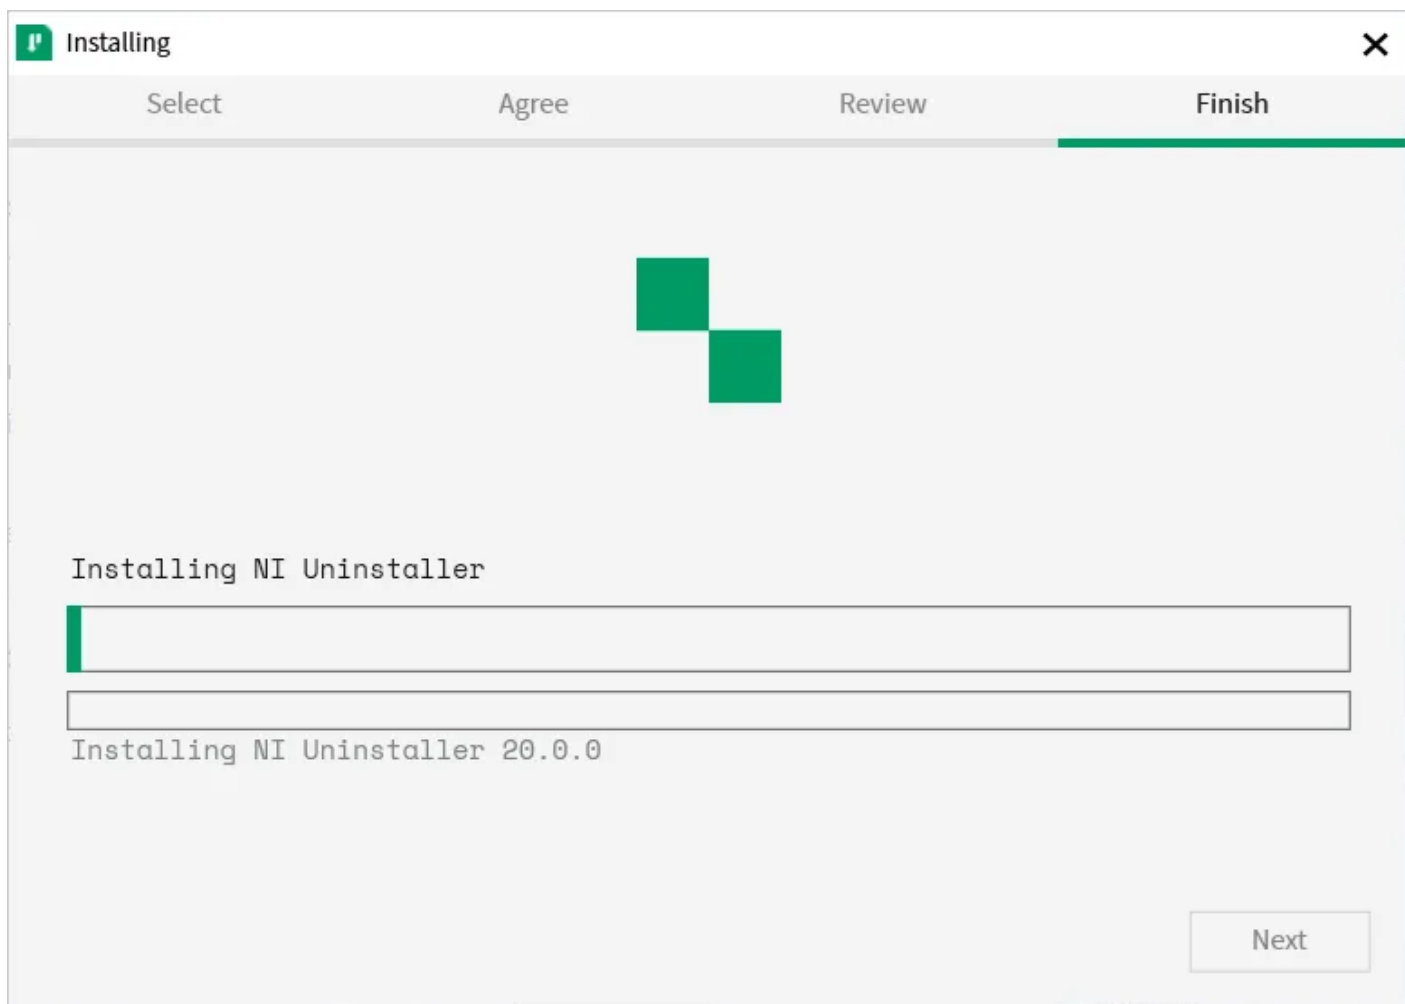 Installing
Select Agree Review Finish
Installing NI Uninstaller
Installing NI Uninstaller 20.0.0
Next